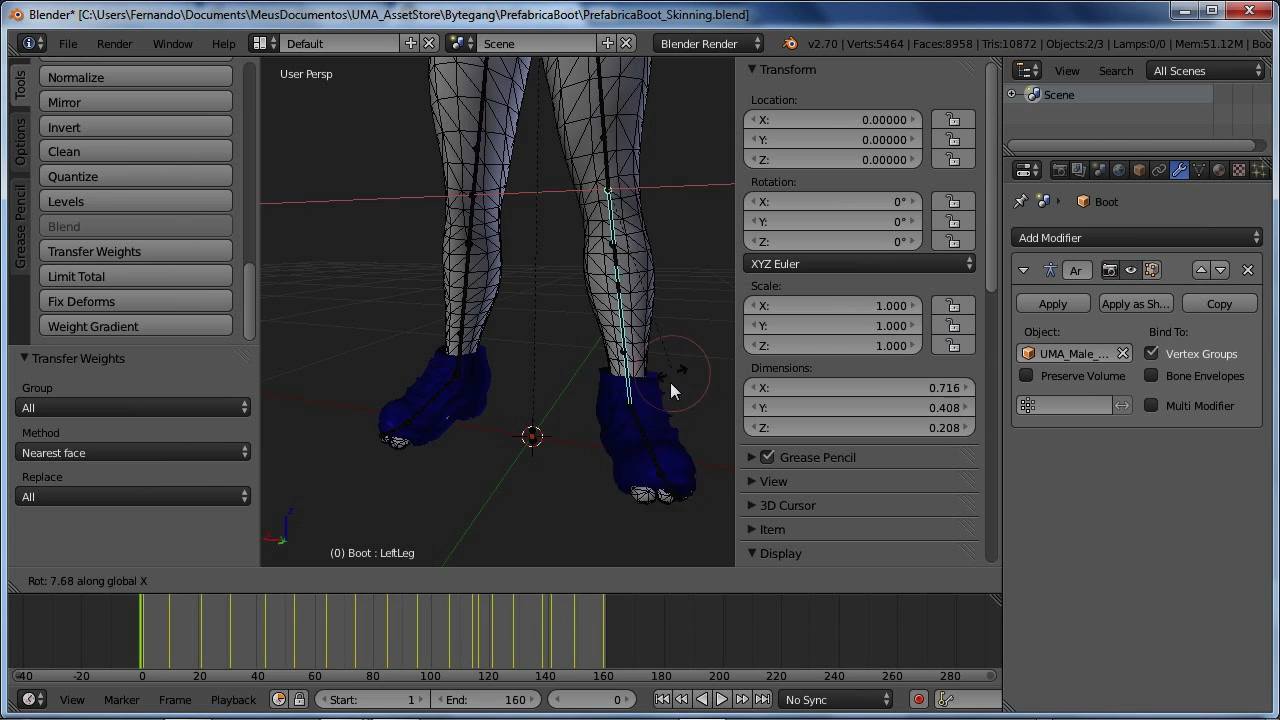 Blender* [C:\Users\Fernando\Documents\MeusDocumentos\UMA_AssetStore\Bytegang\PrefabricaBoot\PrefabricaBoot_Skinning.blend]
File Render Window Help Default Scene Blender Render v2.70 | Verts:5464 | Faces:8958 | Tris:10872 | Objects:2/3 | Lamps:0/0 | Mem:51.12M | Boo
Tools
Options
Grease Pencil
Normalize
Mirror
Invert
Clean
Quantize
Levels
Blend
Transfer Weights
Limit Total
Fix Deforms
Weight Gradient
Transfer Weights
Group
All
Method
Nearest face
Replace
All
User Persp
(0) Boot : LeftLeg
Transform
Location:
X: 0.00000
Y: 0.00000
Z: 0.00000
Rotation:
X: 0°
Y: 0°
Z: 0°
XYZ Euler
Scale:
X: 1.000
Y: 1.000
Z: 1.000
Dimensions:
X: 0.716
Y: 0.408
Z: 0.208
Grease Pencil
View
3D Cursor
Item
Display
View Search All Scenes
Scene
Boot
Add Modifier
Ar
Apply Apply as Sh... Copy
Object: Bind To:
UMA_Male_... Vertex Groups
Preserve Volume Bone Envelopes
Multi Modifier
Rot: 7.68 along global X
-40 -20 0 20 40 60 80 100 120 140 160 180 200 220 240 260 280
View Marker Frame Playback Start: 1 End: 160 0 No Sync